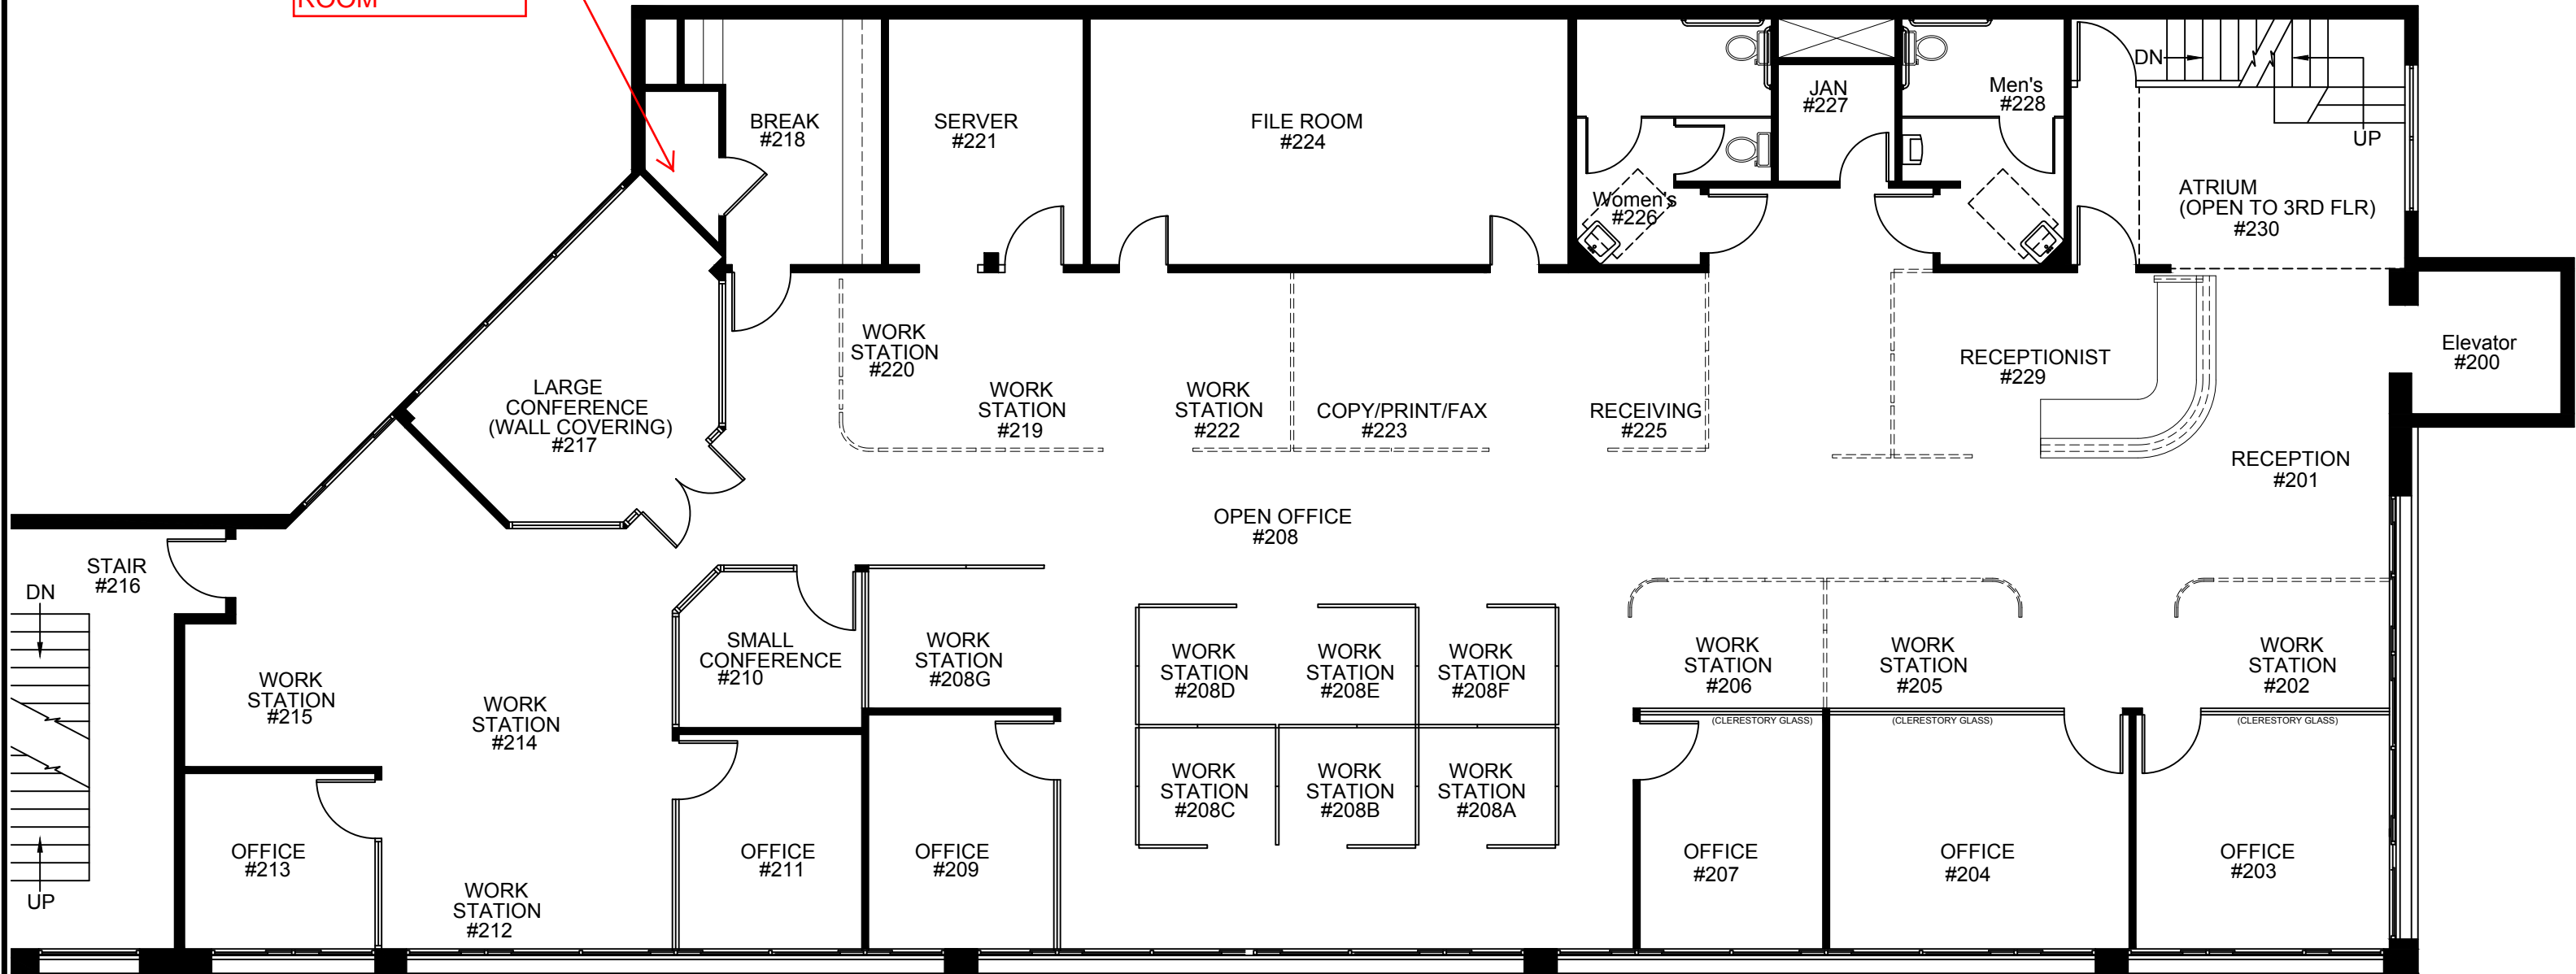 ROOM
BREAK
#218
SERVER
#221
FILE ROOM
#224
JAN
#227
Men's
#228
DN
UP
Women's
#226
ATRIUM
(OPEN TO 3RD FLR)
#230
Elevator
#200
WORK
STATION
#220
WORK
STATION
#219
WORK
STATION
#222
COPY/PRINT/FAX
#223
RECEIVING
#225
RECEPTIONIST
#229
RECEPTION
#201
LARGE
CONFERENCE
(WALL COVERING)
#217
OPEN OFFICE
#208
STAIR
#216
DN
UP
SMALL
CONFERENCE
#210
WORK
STATION
#208G
WORK
STATION
#208D
WORK
STATION
#208E
WORK
STATION
#208F
WORK
STATION
#206
WORK
STATION
#205
WORK
STATION
#202
WORK
STATION
#215
WORK
STATION
#214
(CLERESTORY GLASS)
(CLERESTORY GLASS)
(CLERESTORY GLASS)
WORK
STATION
#208C
WORK
STATION
#208B
WORK
STATION
#208A
OFFICE
#213
WORK
STATION
#212
OFFICE
#211
OFFICE
#209
OFFICE
#207
OFFICE
#204
OFFICE
#203